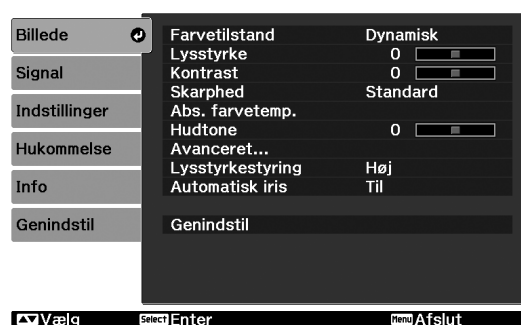 Billede
Signal
Indstillinger
Hukommelse
Info
Genindstil
Farvetilstand Dynamisk
Lysstyrke 0
Kontrast 0
Skarphed Standard
Abs. farvetemp.
Hudtone 0
Avanceret...
Lysstyrkestyring Høj
Automatisk iris Til
Genindstil
Vælg Select Enter Menu Afslut